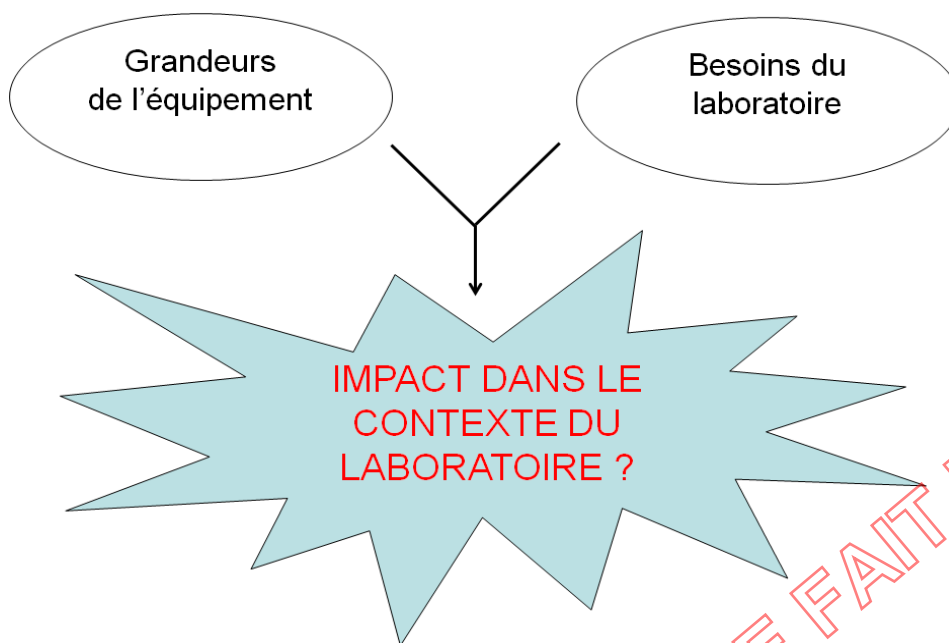 Grandeurs
de l'équipement
Besoins du
laboratoire
IMPACT DANS LE
CONTEXTE DU
LABORATOIRE ?
FAIT